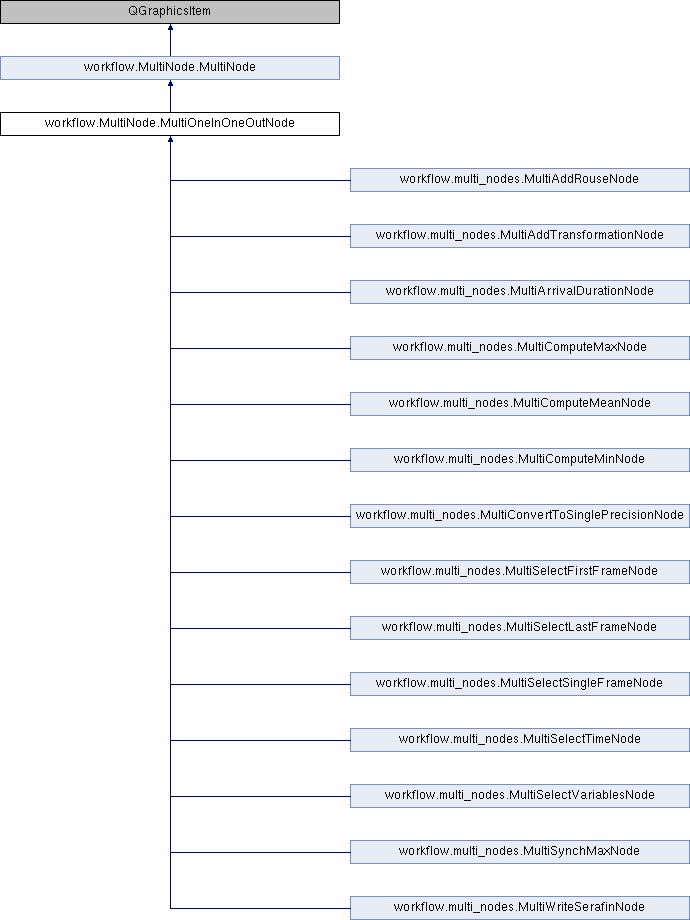 QGraphicsItem
workflow.MultiNode.MultiNode
workflow.MultiNode.MultiOneInOneOutNode
workflow.multi_nodes.MultiAddRouseNode
workflow.multi_nodes.MultiAddTransformationNode
workflow.multi_nodes.MultiArrivalDurationNode
workflow.multi_nodes.MultiComputeMaxNode
workflow.multi_nodes.MultiComputeMeanNode
workflow.multi_nodes.MultiComputeMinNode
workflow.multi_nodes.MultiConvertToSinglePrecisionNode
workflow.multi_nodes.MultiSelectFirstFrameNode
workflow.multi_nodes.MultiSelectLastFrameNode
workflow.multi_nodes.MultiSelectSingleFrameNode
workflow.multi_nodes.MultiSelectTimeNode
workflow.multi_nodes.MultiSelectVariablesNode
workflow.multi_nodes.MultiSynchMaxNode
workflow.multi_nodes.MultiWriteSerafinNode